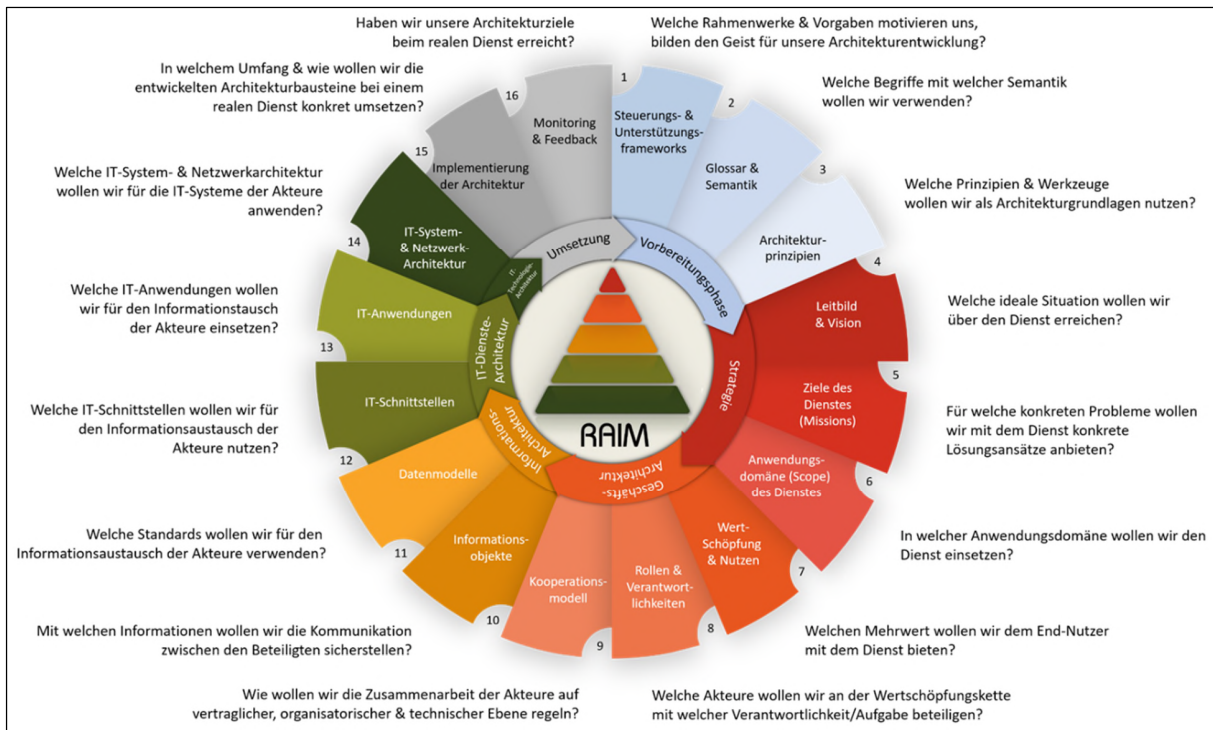 Haben wir unsere Architekturziele
beim realen Dienst erreicht?
Welche Rahmenwerke & Vorgaben motivieren uns,
bilden den Geist für unsere Architekturentwicklung?
In welchem Umfang & wie wollen wir die
entwickelten Architekturbausteine bei einem
realen Dienst konkret umsetzen?
Welche Begriffe mit welcher Semantik
wollen wir verwenden?
Welche IT-System- & Netzwerkarchitektur
wollen wir für die IT-Systeme der Akteure
anwenden?
Welche Prinzipien & Werkzeuge
wollen wir als Architekturgrundlagen nutzen?
Welche IT-Anwendungen wollen
wir für den Informationstausch
der Akteure einsetzen?
Welche ideale Situation wollen wir
über den Dienst erreichen?
Welche IT-Schnittstellen wollen wir für
den Informationsaustausch der
Akteure nutzen?
Für welche konkreten Probleme wollen
wir mit dem Dienst konkrete
Lösungsansätze anbieten?
Welche Standards wollen wir für den
Informationsaustausch der Akteure verwenden?
In welcher Anwendungsdomäne wollen wir den
Dienst einsetzen?
Mit welchen Informationen wollen wir die Kommunikation
zwischen den Beteiligten sicherstellen?
Welchen Mehrwert wollen wir dem End-Nutzer
mit dem Dienst bieten?
Wie wollen wir die Zusammenarbeit der Akteure auf
vertraglicher, organisatorischer & technischer Ebene regeln?
Welche Akteure wollen wir an der Wertschöpfungskette
mit welcher Verantwortlichkeit/Aufgabe beteiligen?
1
Steuerungs- &
Unterstützungs-
frameworks
2
Glossar &
Semantik
3
Architektur-
prinzipien
4
Leitbild
& Vision
5
Ziele des
Dienstes
(Missions)
6
Anwendungs-
domäne (Scope)
des Dienstes
7
Wert-
Schöpfung
& Nutzen
8
Rollen &
Verantwort-
lichkeiten
9
Kooperations-
modell
10
Informations-
objekte
11
Datenmodelle
12
IT-Schnittstellen
13
IT-Anwendungen
14
IT-System-
& Netzwerk-
Architektur
15
Implementierung
der Architektur
16
Monitoring
& Feedback
Vorbereitungsphase
Strategie
Geschäfts-
Architektur
Informations-
Architektur
IT-Dienste-
Architektur
IT-
Technologie-
Architektur
Umsetzung
RAIM